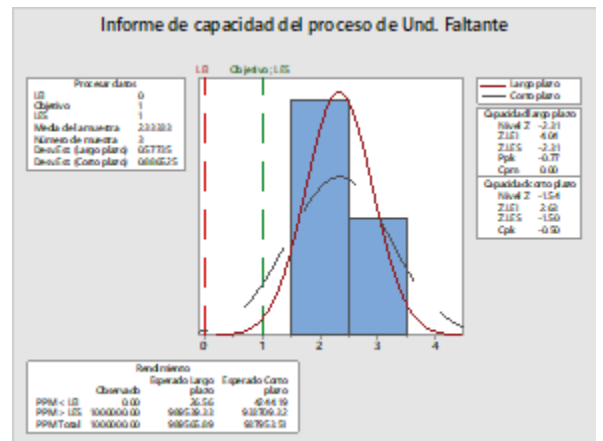 Informe de capacidad del proceso de Und. Faltante
LEI Objetivo; LES
Procesar datos
LEI 0
Objetivo 1
LES 1
Media de la muestra 2.33333
Número de muestra 3
Desv.Est. (Largo plazo) 0.57735
Desv.Est. (Corto plazo) 0.886525
Largo plazo
Corto plazo
Capacidad largo plazo
Nivel Z -2.31
Z.LEI 4.04
Z.LES -2.31
Ppk -0.77
Cpm 0.00
Capacidad corto plazo
Nivel Z -1.54
Z.LEI 2.63
Z.LES -1.50
Cpk -0.50
0 1 2 3 4
Rendimiento
Observado Esperado Largo plazo Esperado Corto plazo
PPM < LEI 0.00 26.56 4244.19
PPM > LES 1000000.00 989539.33 933709.32
PPM Total 1000000.00 989565.89 937953.51